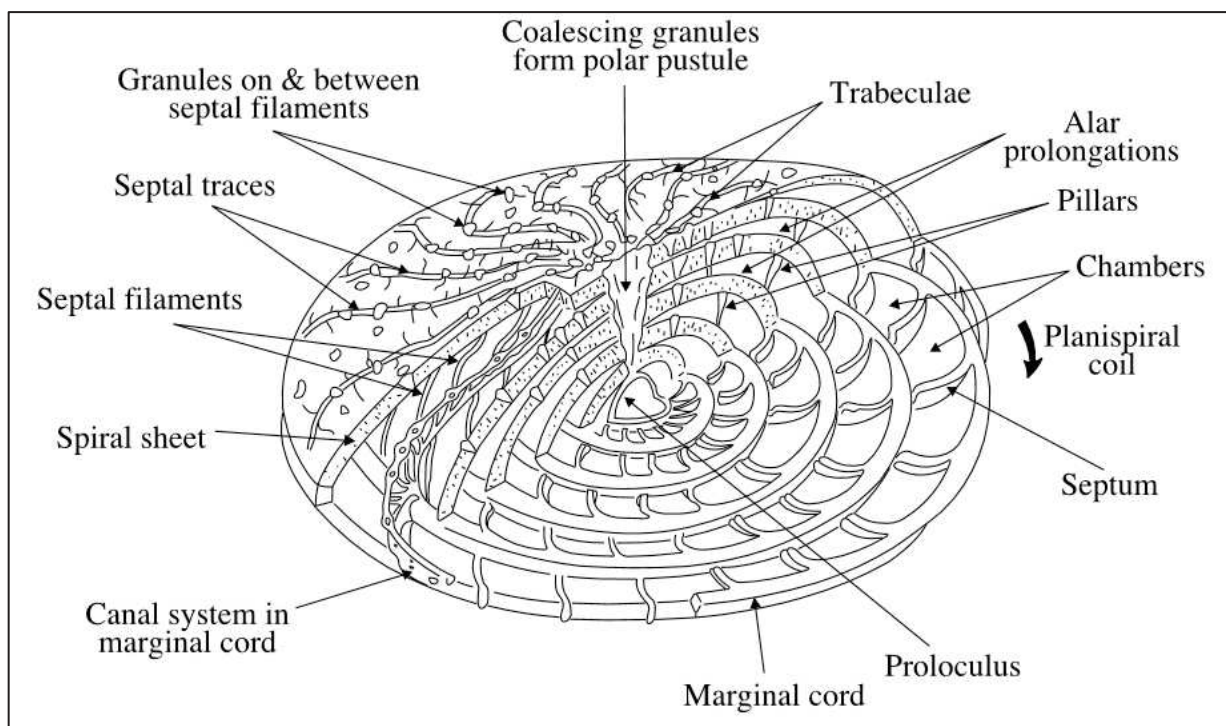 Coalescing granules
form polar pustule
Granules on & between
septal filaments
Trabeculae
Alar
prolongations
Septal traces
Pillars
Chambers
Septal filaments
Planispiral
coil
Spiral sheet
Septum
Canal system in
marginal cord
Proloculus
Marginal cord